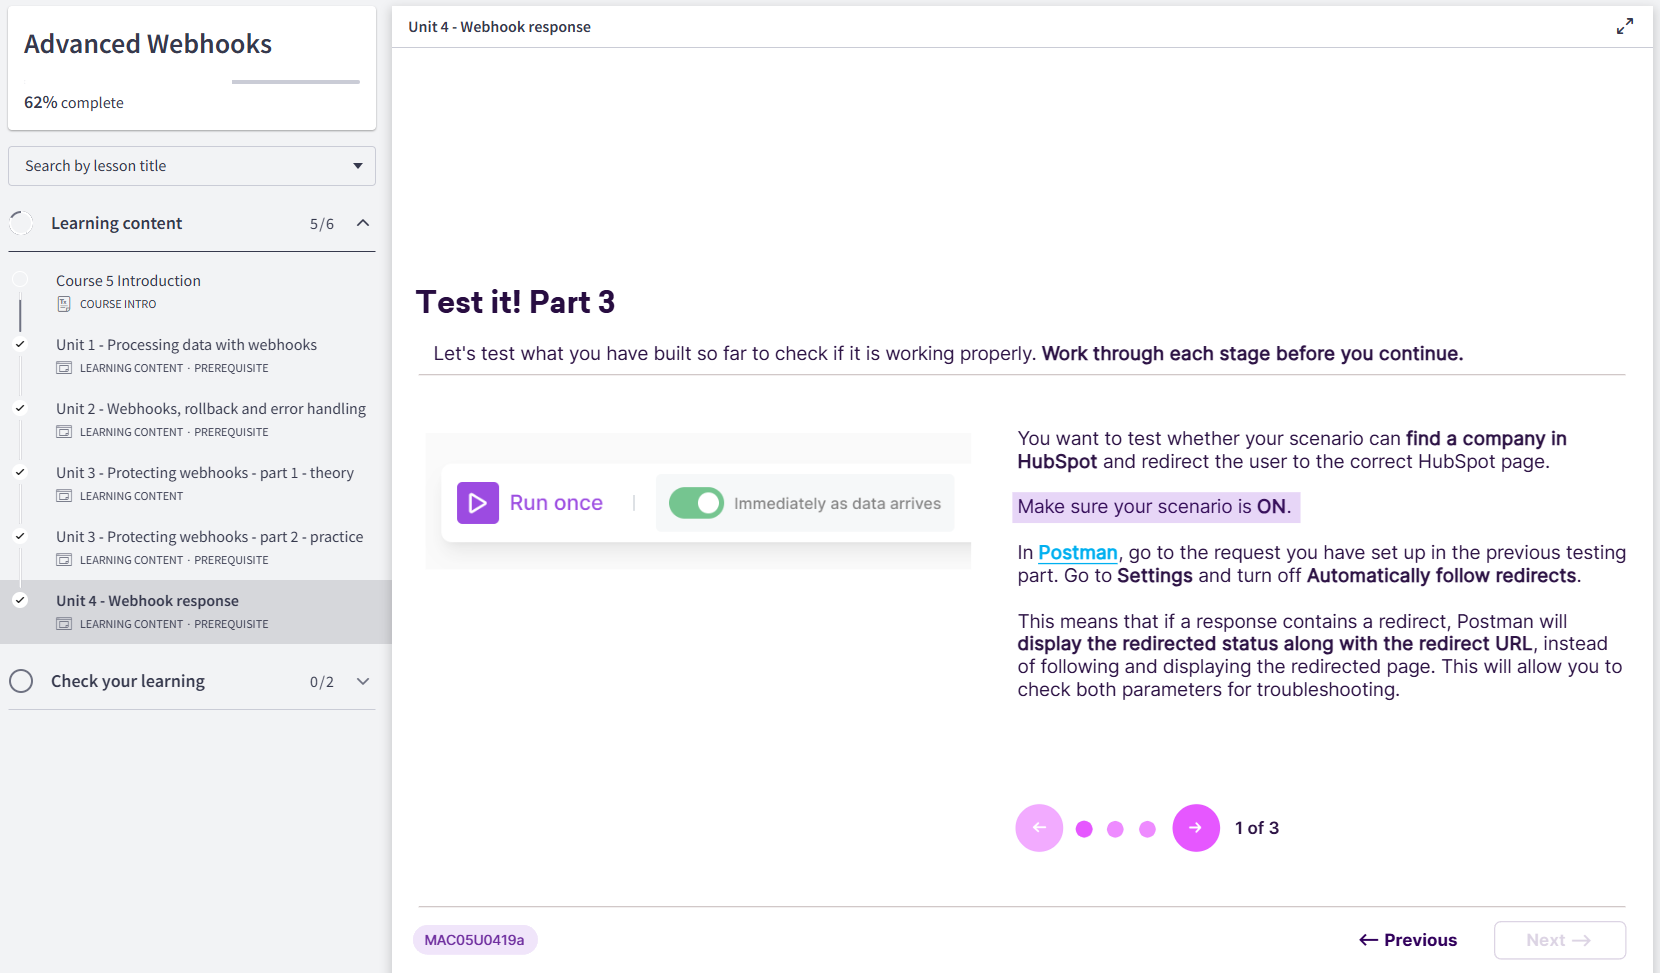 Advanced Webhooks
62% complete
Search by lesson title
Learning content
5/6
Course 5 Introduction
COURSE INTRO
Unit 1 - Processing data with webhooks
LEARNING CONTENT · PREREQUISITE
Unit 2 - Webhooks, rollback and error handling
LEARNING CONTENT · PREREQUISITE
Unit 3 - Protecting webhooks - part 1 - theory
LEARNING CONTENT
Unit 3 - Protecting webhooks - part 2 - practice
LEARNING CONTENT · PREREQUISITE
Unit 4 - Webhook response
LEARNING CONTENT · PREREQUISITE
Check your learning
0/2
Unit 4 - Webhook response
Test it! Part 3
Let's test what you have built so far to check if it is working properly. Work through each stage before you continue.
Run once
Immediately as data arrives
You want to test whether your scenario can find a company in
HubSpot and redirect the user to the correct HubSpot page.
Make sure your scenario is ON.
In Postman, go to the request you have set up in the previous testing
part. Go to Settings and turn off Automatically follow redirects.
This means that if a response contains a redirect, Postman will
display the redirected status along with the redirect URL, instead
of following and displaying the redirected page. This will allow you to
check both parameters for troubleshooting.
1 of 3
MAC05U0419a
Previous
Next